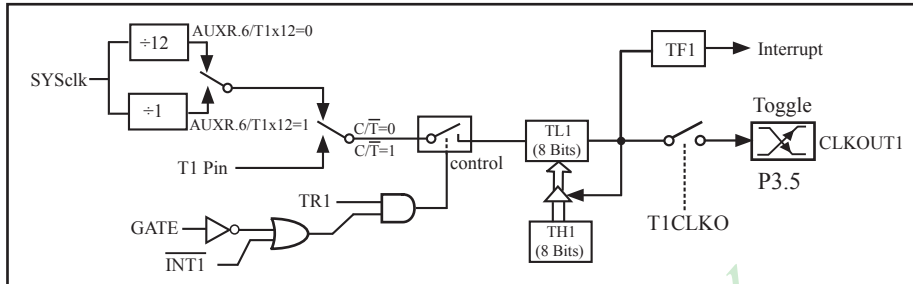 AUXR.6/T1x12=0
÷12
SYSclk
÷1
AUXR.6/T1x12=1
T1 Pin
C/T̅=0
C/T̅=1
control
TL1
(8 Bits)
TH1
(8 Bits)
TF1
Interrupt
Toggle
CLKOUT1
P3.5
T1CLKO
TR1
GATE
I̅N̅T̅1̅